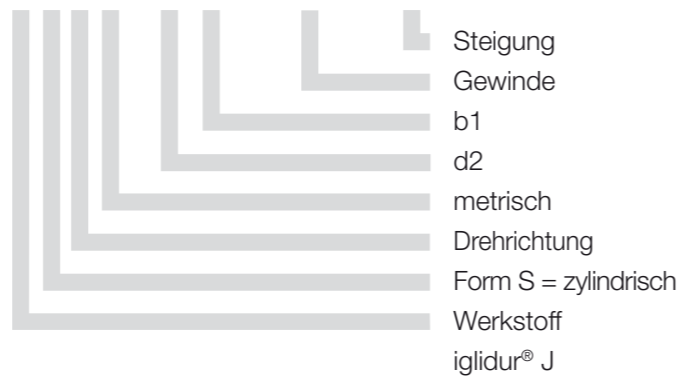 Steigung
Gewinde
b1
d2
metrisch
Drehrichtung
Form S = zylindrisch
Werkstoff
iglidur® J